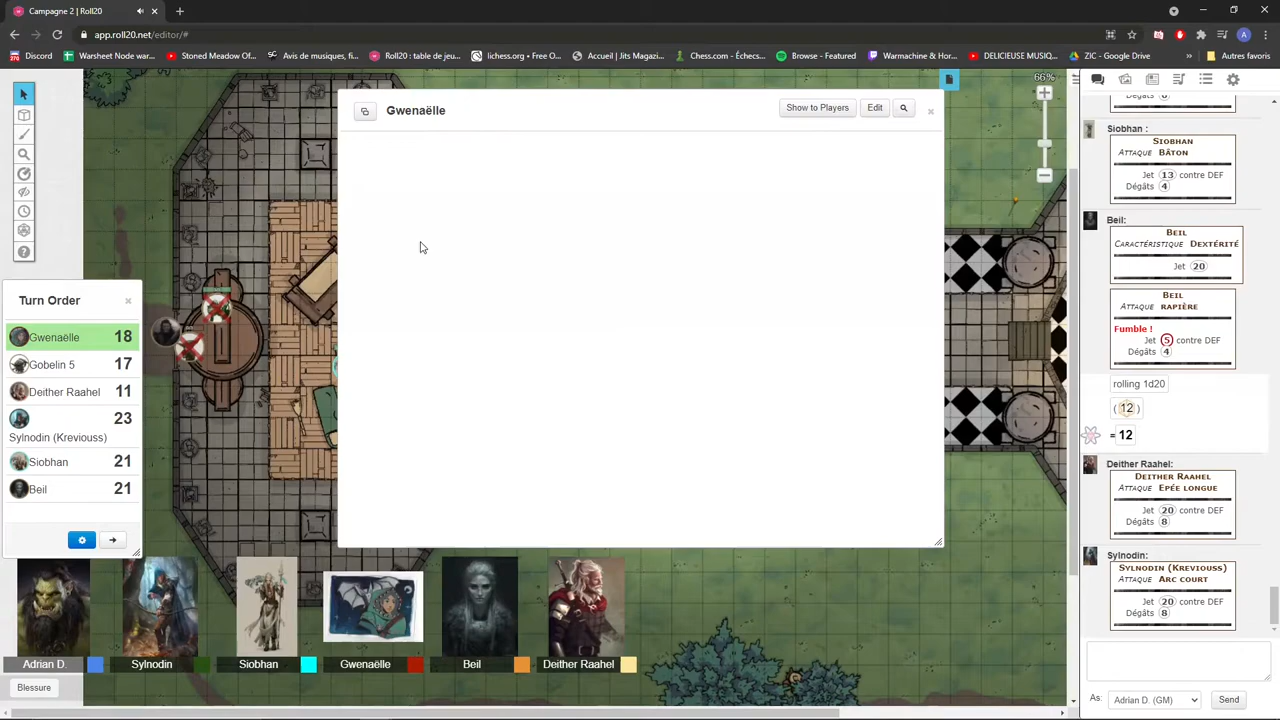 Campagne 2 | Roll20
app.roll20.net/editor/#
Discord
Warsheet Node war...
Stoned Meadow Of...
Avis de musiques, fi...
Roll20 : table de jeu...
Accueil | Jits Magazi...
Chess.com - Échecs...
Browse - Featured
Warmachine & Hor...
DELICIEUSE MUSIQ...
ZIC - Google Drive
»
Autres favoris
66%
Gwenaëlle
Show to Players
Edit
Turn Order
Gwenaëlle 18
Gobelin 5 17
Deither Raahel 11
23
Sylnodin (Kreviouss)
Siobhan 21
Beil 21
Adrian D.
Sylnodin
Siobhan
Gwenaëlle
Beil
Deither Raahel
Blessure
Siobhan :
SIOBHAN
ATTAQUE BÂTON
Jet 13 contre DEF
Dégâts 4
Beil:
BEIL
CARACTÉRISTIQUE DEXTÉRITÉ
Jet 20
BEIL
ATTAQUE RAPIÈRE
Fumble !
Jet 5 contre DEF
Dégâts 4
rolling 1d20
( 12 )
= 12
Deither Raahel:
DEITHER RAAHEL
ATTAQUE EPÉE LONGUE
Jet 20 contre DEF
Dégâts 8
Sylnodin:
SYLNODIN (KREVIOUSS)
ATTAQUE ARC COURT
Jet 20 contre DEF
Dégâts 8
As:
Adrian D. (GM)
Send